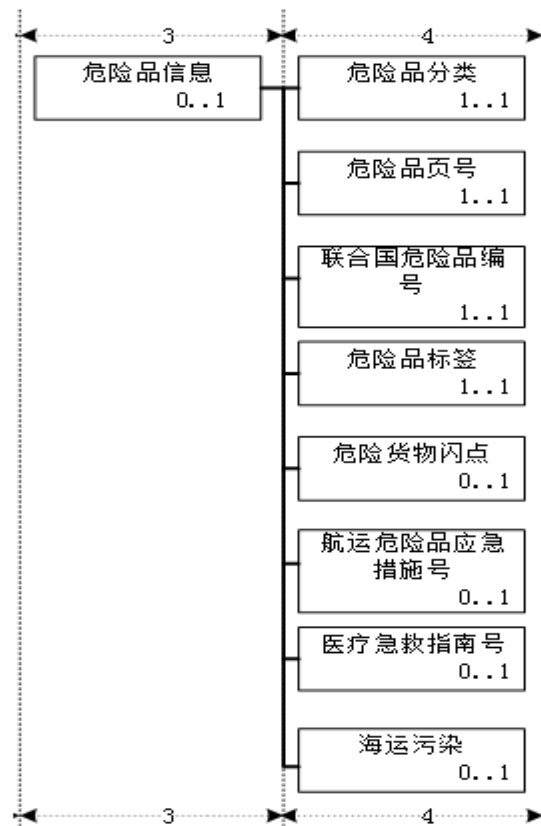 3 4
危险品信息
0..1
危险品分类
1..1
危险品页号
1..1
联合国危险品编
号
1..1
危险品标签
1..1
危险货物闪点
0..1
航运危险品应急
措施号
0..1
医疗急救指南号
0..1
海运污染
0..1
3 4